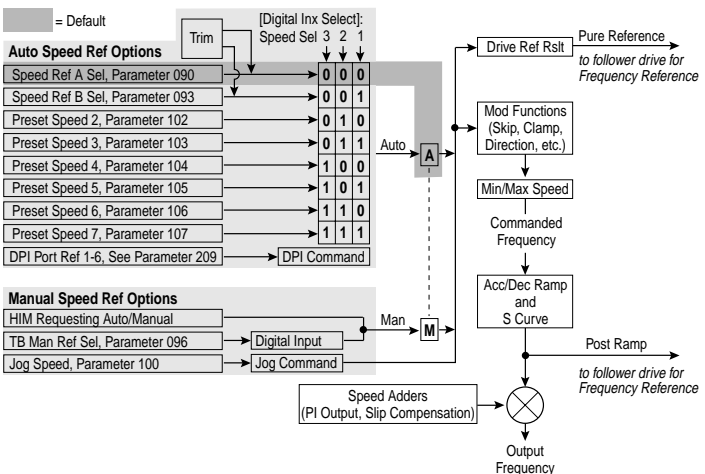 = Default
Trim
[Digital Inx Select]:
Speed Sel 3 2 1
Auto Speed Ref Options
Speed Ref A Sel, Parameter 090
0 0 0
Speed Ref B Sel, Parameter 093
0 0 1
Preset Speed 2, Parameter 102
0 1 0
Preset Speed 3, Parameter 103
0 1 1
Preset Speed 4, Parameter 104
1 0 0
Preset Speed 5, Parameter 105
1 0 1
Preset Speed 6, Parameter 106
1 1 0
Preset Speed 7, Parameter 107
1 1 1
DPI Port Ref 1-6, See Parameter 209
DPI Command
Auto
A
Manual Speed Ref Options
HIM Requesting Auto/Manual
TB Man Ref Sel, Parameter 096
Digital Input
Jog Speed, Parameter 100
Jog Command
Man
M
Drive Ref Rslt
Pure Reference
to follower drive for
Frequency Reference
Mod Functions
(Skip, Clamp,
Direction, etc.)
Min/Max Speed
Commanded
Frequency
Acc/Dec Ramp
and
S Curve
Post Ramp
to follower drive for
Frequency Reference
Speed Adders
(PI Output, Slip Compensation)
Output
Frequency